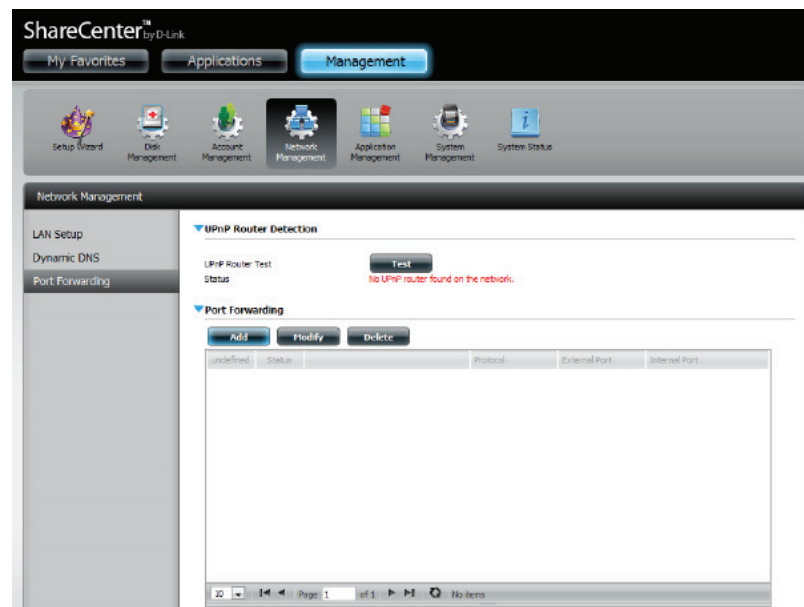 ShareCenter™ by D-Link
My Favorites Applications Management
Setup Wizard
Disk Management
Account Management
Network Management
Application Management
System Management
System Status
Network Management
LAN Setup
Dynamic DNS
Port Forwarding
UPnP Router Detection
UPnP Router Test Test
Status No UPnP router found on the network.
Port Forwarding
Add Modify Delete
undefined Status Protocol External Port Internal Port
10 Page 1 of 1 No items